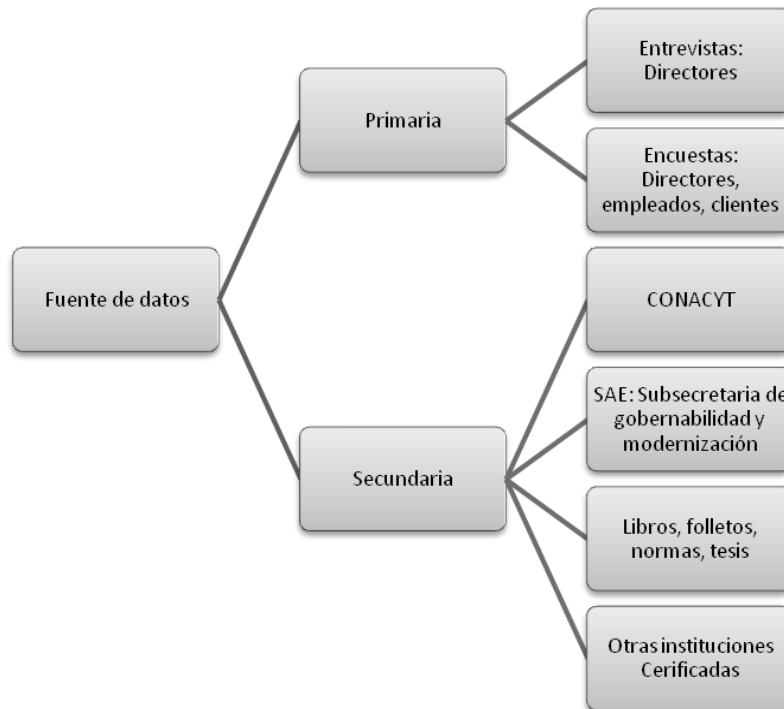 Fuente de datos
Primaria
Entrevistas:
Directores
Encuestas:
Directores,
empleados, clientes
Secundaria
CONACYT
SAE: Subsecretaria de
gobernabilidad y
modernización
Libros, folletos,
normas, tesis
Otras instituciones
Cerificadas